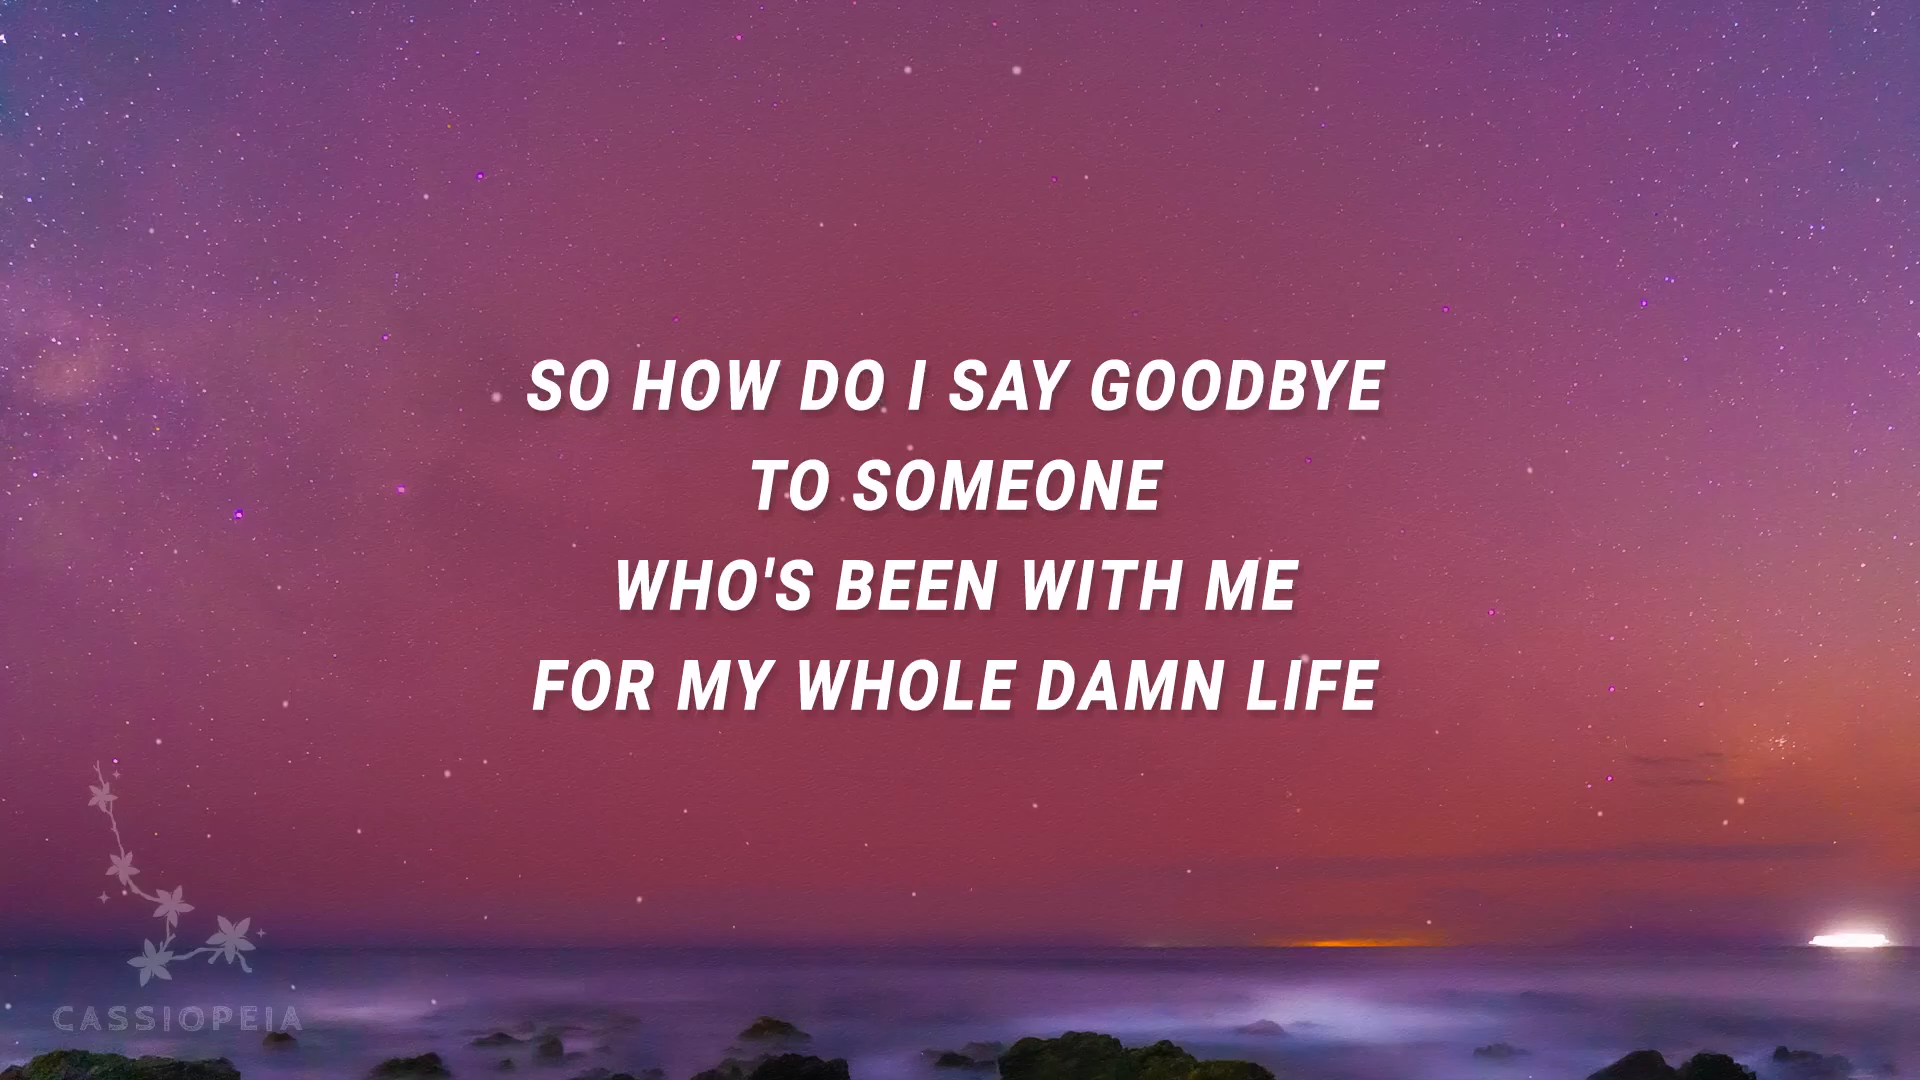 SO HOW DO I SAY GOODBYE
TO SOMEONE
WHO'S BEEN WITH ME
FOR MY WHOLE DAMN LIFE
CASSIOPEIA